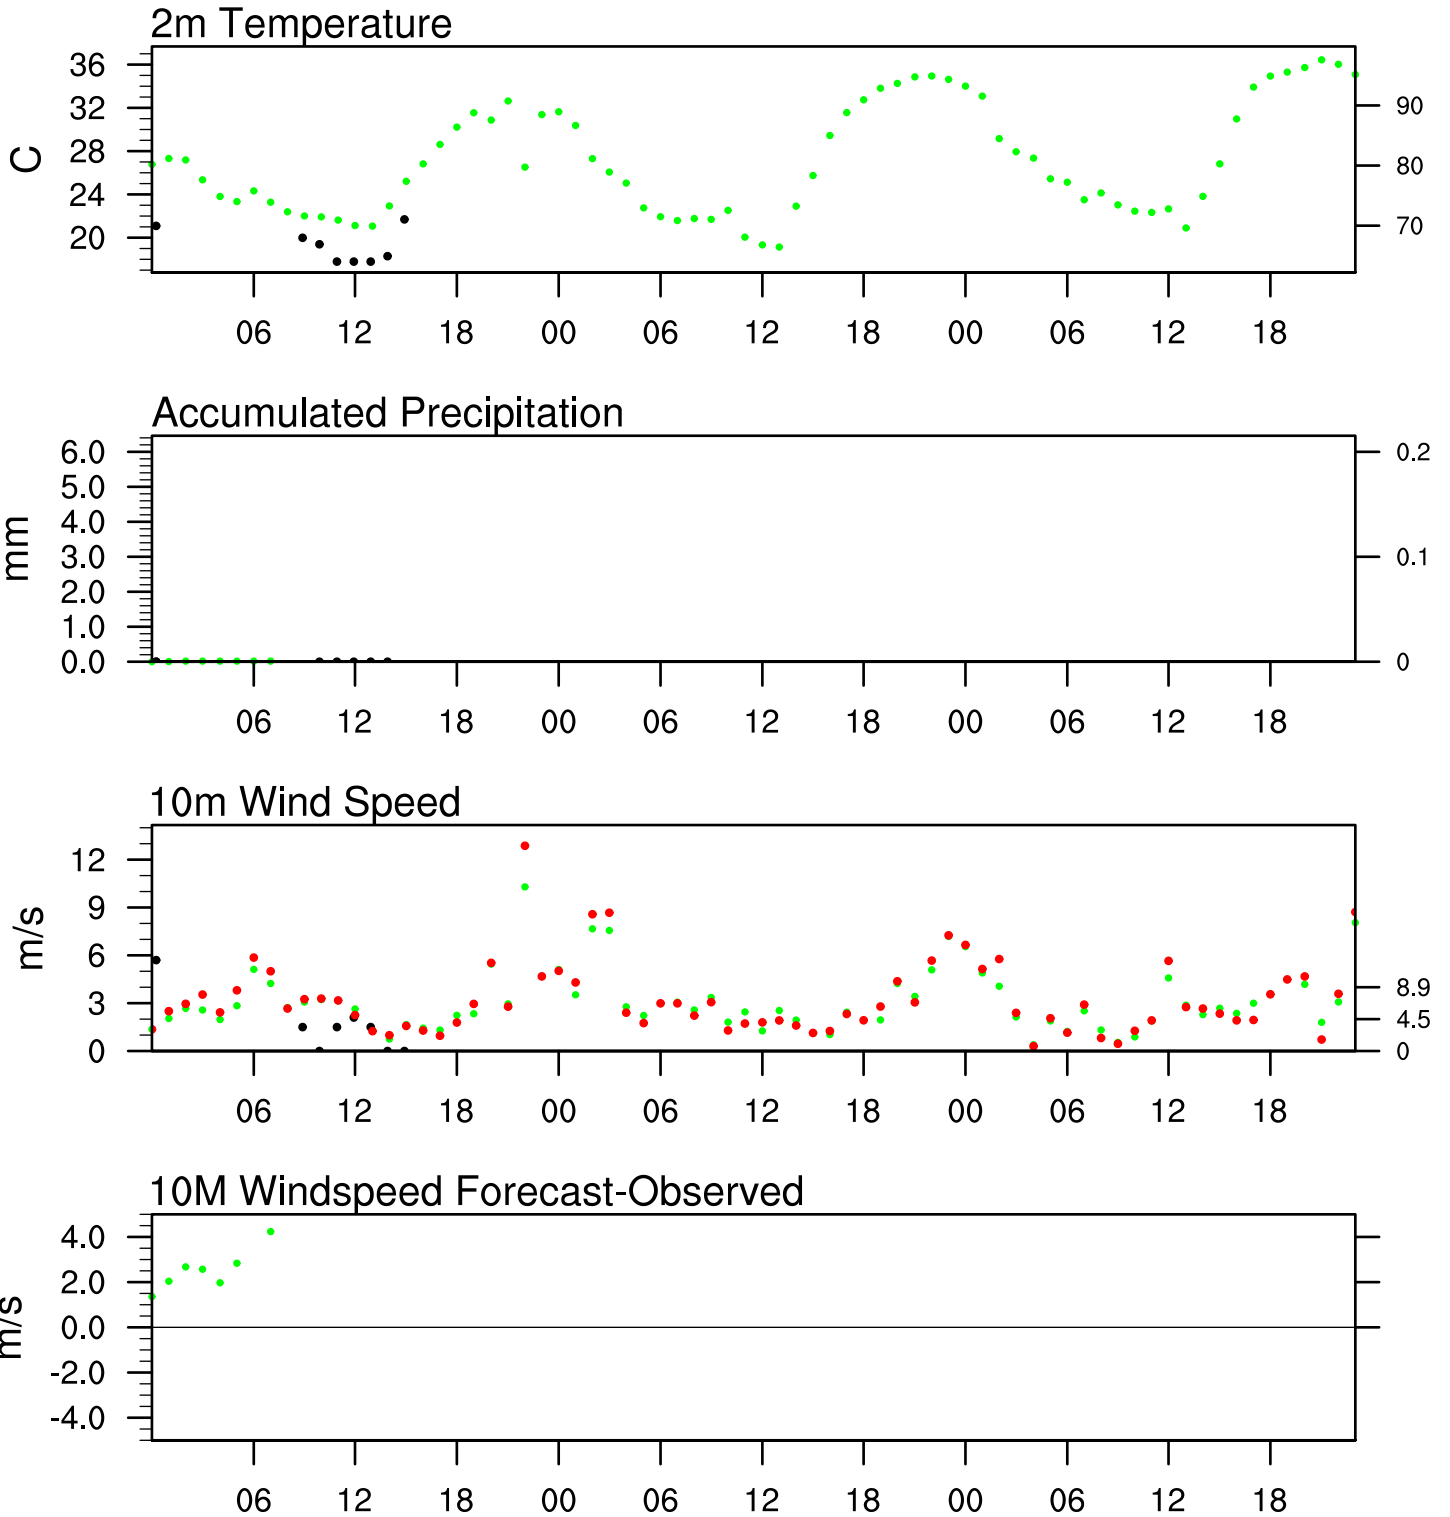 2m Temperature
36
32
28
24
20
C
90
80
70
06 12 18 00 06 12 18 00 06 12 18
Accumulated Precipitation
6.0
5.0
4.0
3.0
2.0
1.0
0.0
mm
0.2
0.1
0
06 12 18 00 06 12 18 00 06 12 18
10m Wind Speed
12
9
6
3
0
m/s
8.9
4.5
0
06 12 18 00 06 12 18 00 06 12 18
10M Windspeed Forecast-Observed
4.0
2.0
0.0
-2.0
-4.0
m/s
06 12 18 00 06 12 18 00 06 12 18